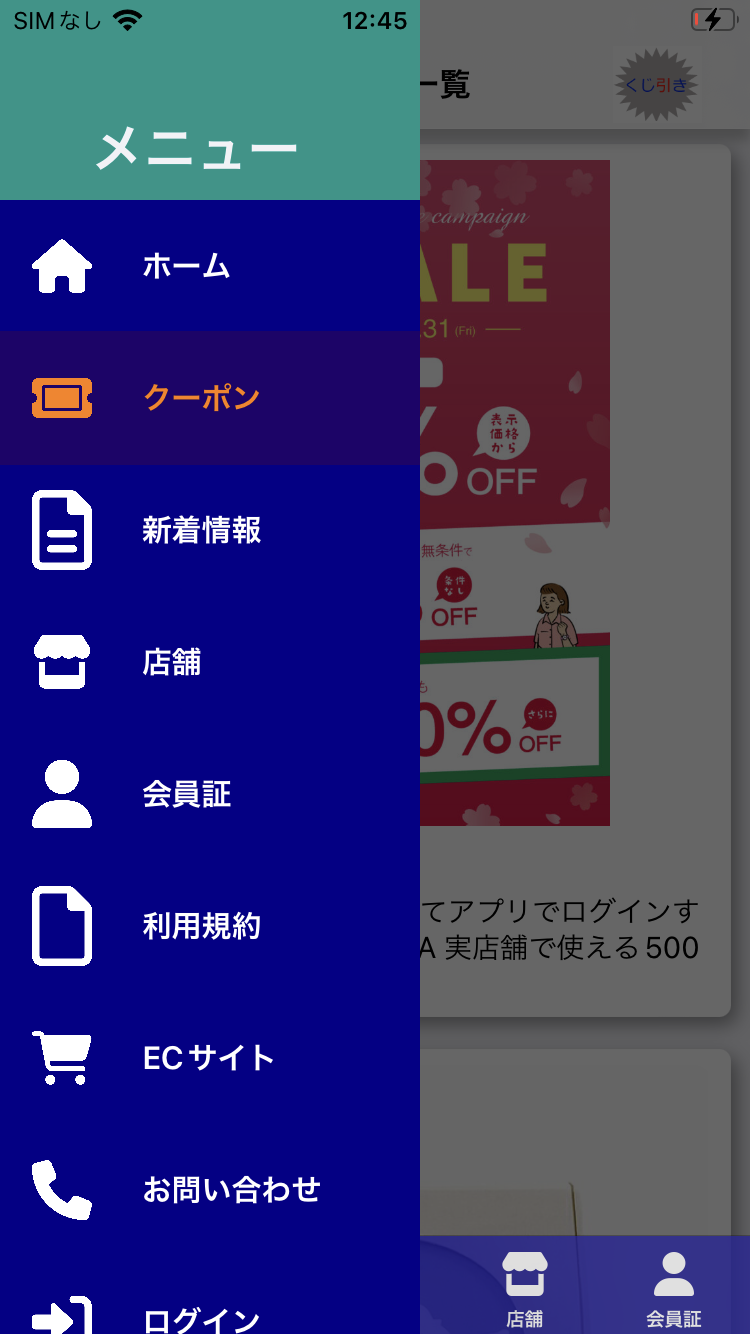 SIMなし 12:45
一覧
くじ引き
メニュー
ホーム
クーポン
新着情報
店舗
会員証
利用規約
ECサイト
お問い合わせ
ログイン
campaign
ALE
.31 (Fri)
表示
価格
から
% OFF
無条件で
条件
なし
OFF
も
0% さらに
OFF
てアプリでログインす
A 実店舗で使える500
店舗
会員証